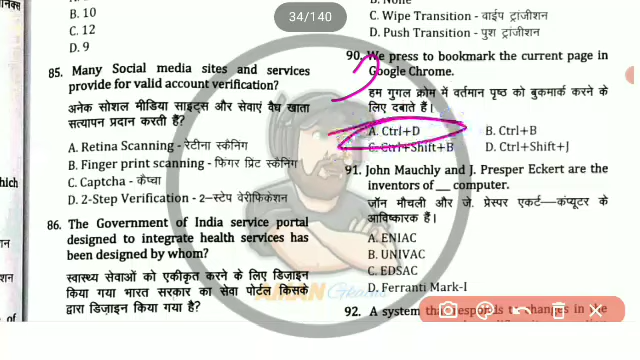 34/140
B. 10
C. 12
D. 9
85. Many Social media sites and services
provide for valid account verification?
अनेक सोशल मीडिया साइट्स और सेवाएं वैध खाता
सत्यापन प्रदान करती हैं?
A. Retina Scanning - रेटीना स्कैनिंग
B. Finger print scanning - फिंगर प्रिंट स्कैनिंग
C. Captcha - कैप्चा
D. 2-Step Verification - 2–स्टेप वेरीफिकेशन
86. The Government of India service portal
designed to integrate health services has
been designed by whom?
स्वास्थ्य सेवाओं को एकीकृत करने के लिए डिज़ाइन
किया गया भारत सरकार का सेवा पोर्टल किसके
द्वारा डिज़ाइन किया गया है?
hich
of
C. Wipe Transition - वाईप ट्रांजीशन
D. Push Transition - पुश ट्रांजीशन
90. We press to bookmark the current page in
Google Chrome.
हम गुगल क्रोम में वर्तमान पृष्ठ को बुकमार्क करने के
लिए दबाते हैं।
A. Ctrl+D B. Ctrl+B
C. Ctrl+Shift+B D. Ctrl+Shift+J
91. John Mauchly and J. Presper Eckert are the
inventors of __ computer.
जॉन मौचली और जे. प्रेस्पर एकर्ट—कंप्यूटर के
आविष्कारक हैं।
A. ENIAC
B. UNIVAC
C. EDSAC
D. Ferranti Mark-I
92. A system that responds to changes in the